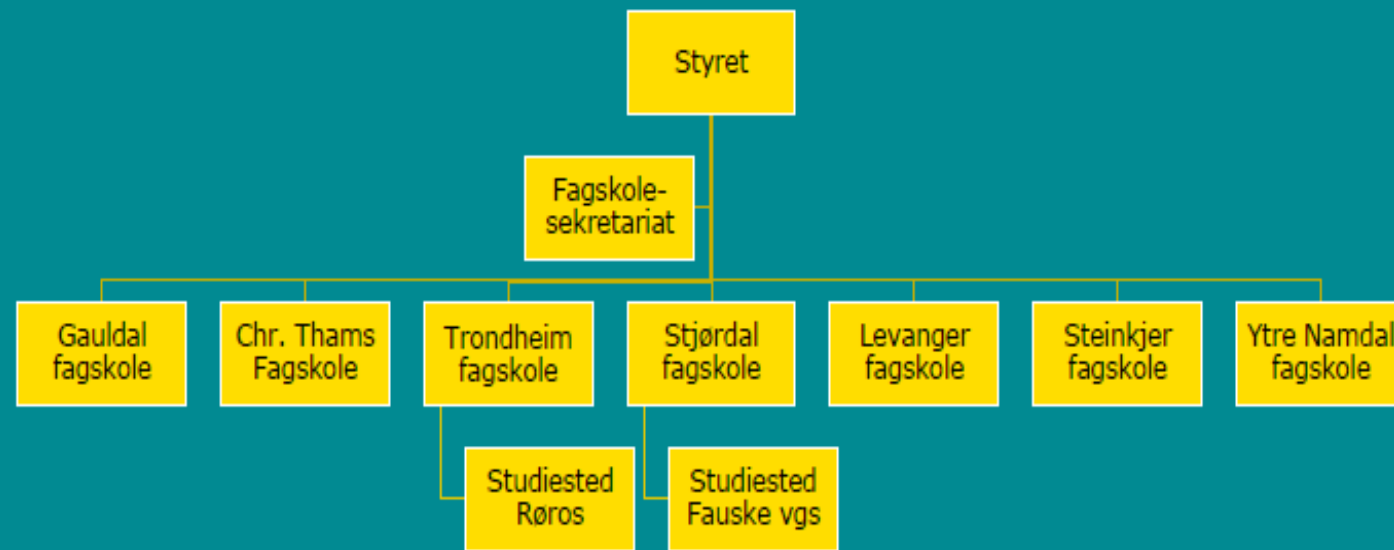 Styret
Fagskole-
sekretariat
Gauldal
fagskole
Chr. Thams
Fagskole
Trondheim
fagskole
Stjørdal
fagskole
Levanger
fagskole
Steinkjer
fagskole
Ytre Namdal
fagskole
Studiested
Røros
Studiested
Fauske vgs